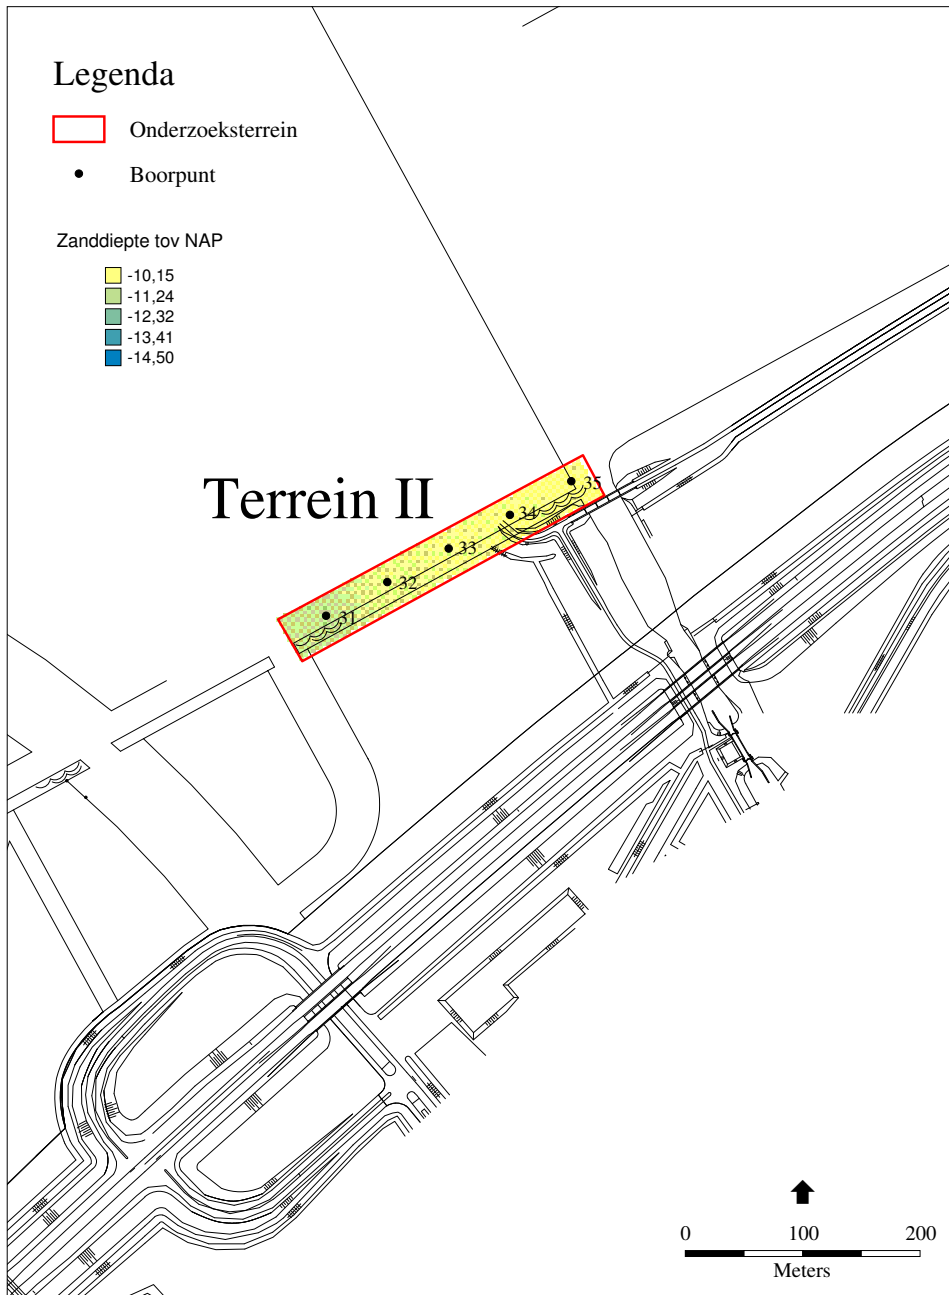 Legenda
Onderzoeksterrein
Boorpunt
Zanddiepte tov NAP
-10,15
-11,24
-12,32
-13,41
-14,50
Terrein II
35
34
33
32
31
0 100 200
Meters